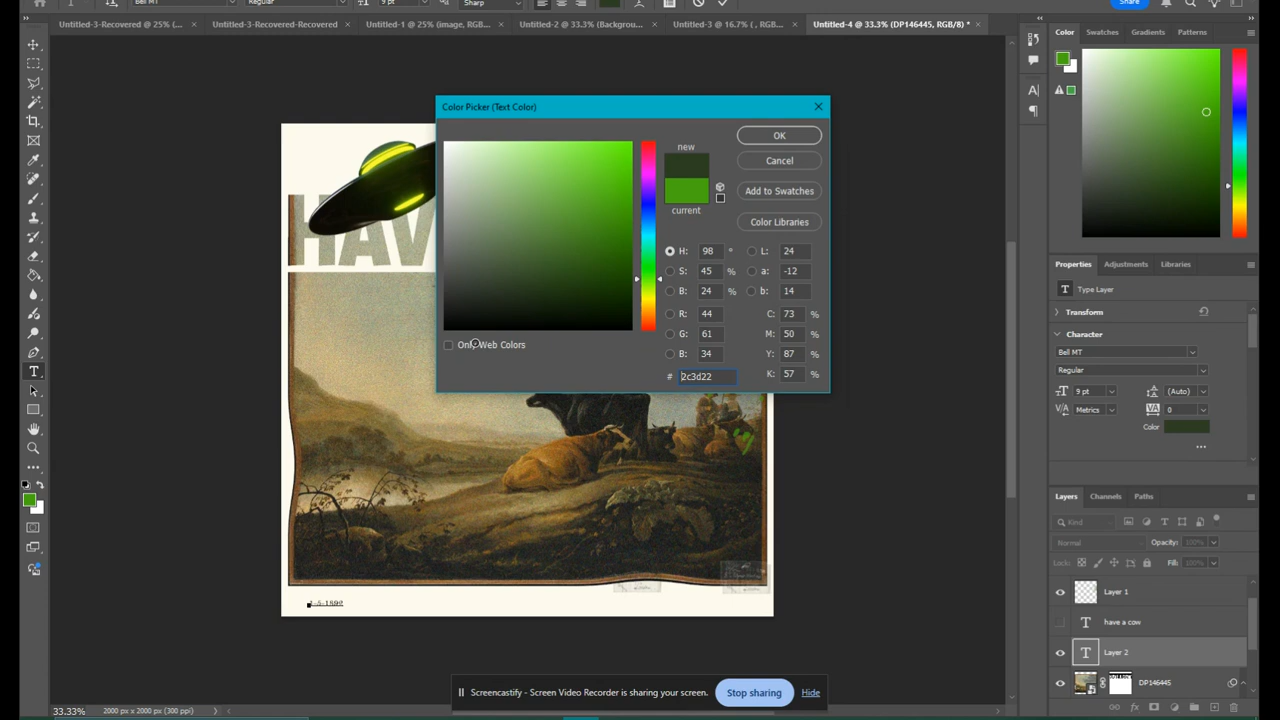 Bell MT
Regular
9 pt
Sharp
Share
Untitled-3-Recovered @ 25% (... ×
Untitled-3-Recovered-Recovered ×
Untitled-1 @ 25% (image, RGB... ×
Untitled-2 @ 33.3% (Backgrou... ×
Untitled-3 @ 16.7% ( , RGB... ×
Untitled-4 @ 33.3% (DP146445, RGB/8) * ×
Color
Swatches
Gradients
Patterns
Color Picker (Text Color)
new
current
OK
Cancel
Add to Swatches
Color Libraries
H: 98 °
S: 45 %
B: 24 %
R: 44
G: 61
B: 34
L: 24
a: -12
b: 14
C: 73 %
M: 50 %
Y: 87 %
K: 57 %
# 2c3d22
Only Web Colors
HAV
Properties
Adjustments
Libraries
Type Layer
Transform
Character
Bell MT
Regular
9 pt
(Auto)
Metrics
0
Color
...
Layers
Channels
Paths
Kind
Normal
Opacity: 100%
Lock:
Fill: 100%
Layer 1
have a cow
Layer 2
DP146445
fx
Screencastify - Screen Video Recorder is sharing your screen.
Stop sharing
Hide
33.33%
2000 px x 2000 px (300 ppi)